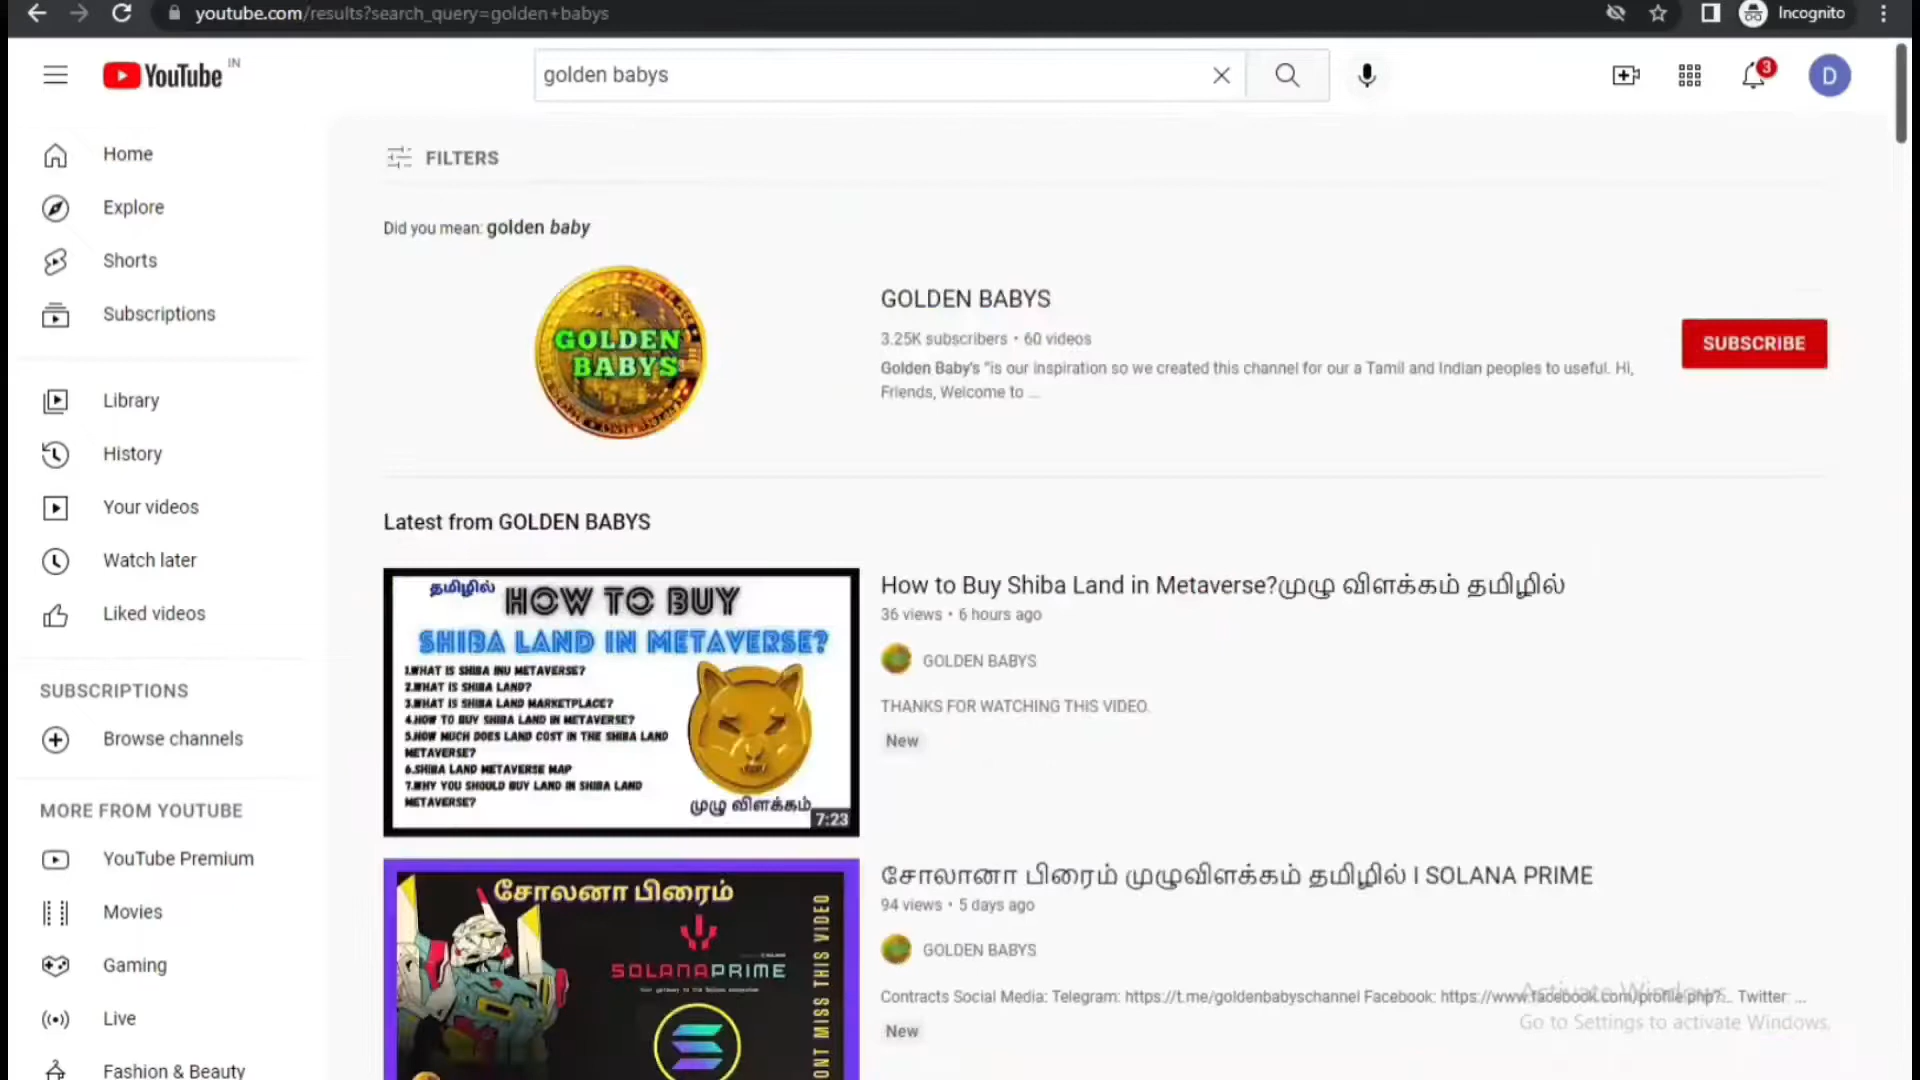 youtube.com/results?search_query=golden+babys
Incognito
YouTube IN
golden babys
3
D
Home
Explore
Shorts
Subscriptions
Library
History
Your videos
Watch later
Liked videos
SUBSCRIPTIONS
Browse channels
MORE FROM YOUTUBE
YouTube Premium
Movies
Gaming
Live
Fashion & Beauty
FILTERS
Did you mean: golden baby
GOLDEN
BABYS
GOLDEN BABYS
3.25K subscribers • 60 videos
Golden Baby's "is our inspiration so we created this channel for our a Tamil and Indian peoples to useful. Hi,
Friends, Welcome to ...
SUBSCRIBE
Latest from GOLDEN BABYS
தமிழில்
HOW TO BUY
SHIBA LAND IN METAVERSE?
1.WHAT IS SHIBA INU METAVERSE?
2.WHAT IS SHIBA LAND?
3.WHAT IS SHIBA LAND MARKETPLACE?
4.HOW TO BUY SHIBA LAND IN METAVERSE?
5.HOW MUCH DOES LAND COST IN THE SHIBA LAND
METAVERSE?
6.SHIBA LAND METAVERSE MAP
7.WHY YOU SHOULD BUY LAND IN SHIBA LAND
METAVERSE?
முழு விளக்கம்
7:23
How to Buy Shiba Land in Metaverse?முழு விளக்கம் தமிழில்
36 views • 6 hours ago
GOLDEN BABYS
THANKS FOR WATCHING THIS VIDEO.
New
சோலனா பிரைம்
SOLANAPRIME
Your gateway to the Solana ecosystem
ONT MISS THIS VIDEO
சோலானா பிரைம் முழுவிளக்கம் தமிழில் I SOLANA PRIME
94 views • 5 days ago
GOLDEN BABYS
Contracts Social Media: Telegram: https://t.me/goldenbabyschannel Facebook: https://www.facebook.com/profile.php?... Twitter: ...
New
Activate Windows
Go to Settings to activate Windows.